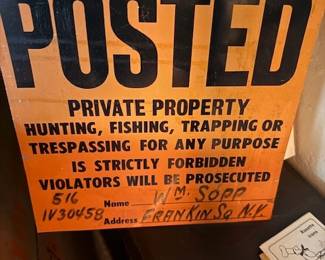 POSTED
PRIVATE PROPERTY
HUNTING, FISHING, TRAPPING OR
TRESPASSING FOR ANY PURPOSE
IS STRICTLY FORBIDDEN
VIOLATORS WILL BE PROSECUTED
516
IV30458
Name WM. SOPP
Address FRANKIN SQ N.Y.